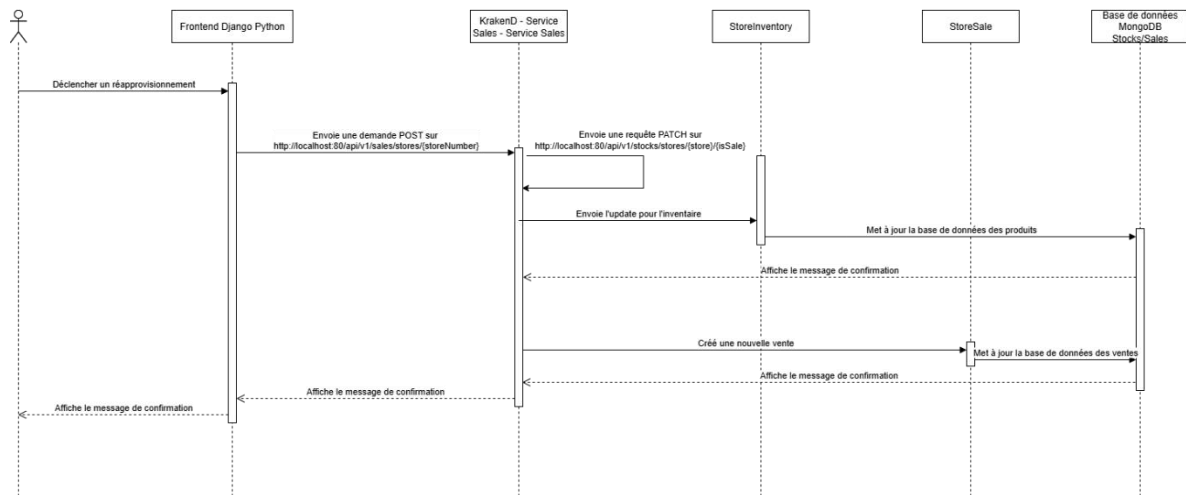 Frontend Django Python
KrakenD - Service
Sales - Service Sales
StoreInventory
StoreSale
Base de données
MongoDB
Stocks/Sales
Déclencher un réapprovisionnement
Envoie une demande POST sur
http://localhost:80/api/v1/sales/stores/{storeNumber}
Envoie une requête PATCH sur
http://localhost:80/api/v1/stocks/stores/{store}/{isSale}
Envoie l'update pour l'inventaire
Met à jour la base de données des produits
Affiche le message de confirmation
Créé une nouvelle vente
Met à jour la base de données des ventes
Affiche le message de confirmation
Affiche le message de confirmation
Affiche le message de confirmation